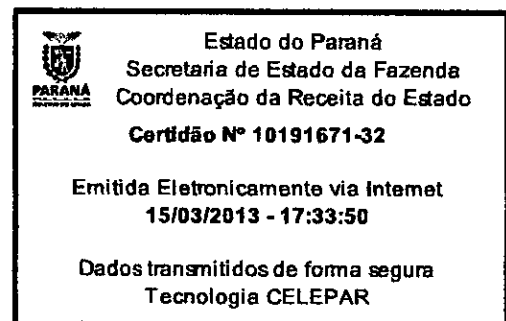 Estado do Paraná
Secretaria de Estado da Fazenda
PARANÁ
Coordenação da Receita do Estado
Certidão Nº 10191671-32
Emitida Eletronicamente via Internet
15/03/2013 - 17:33:50
Dados transmitidos de forma segura
Tecnologia CELEPAR